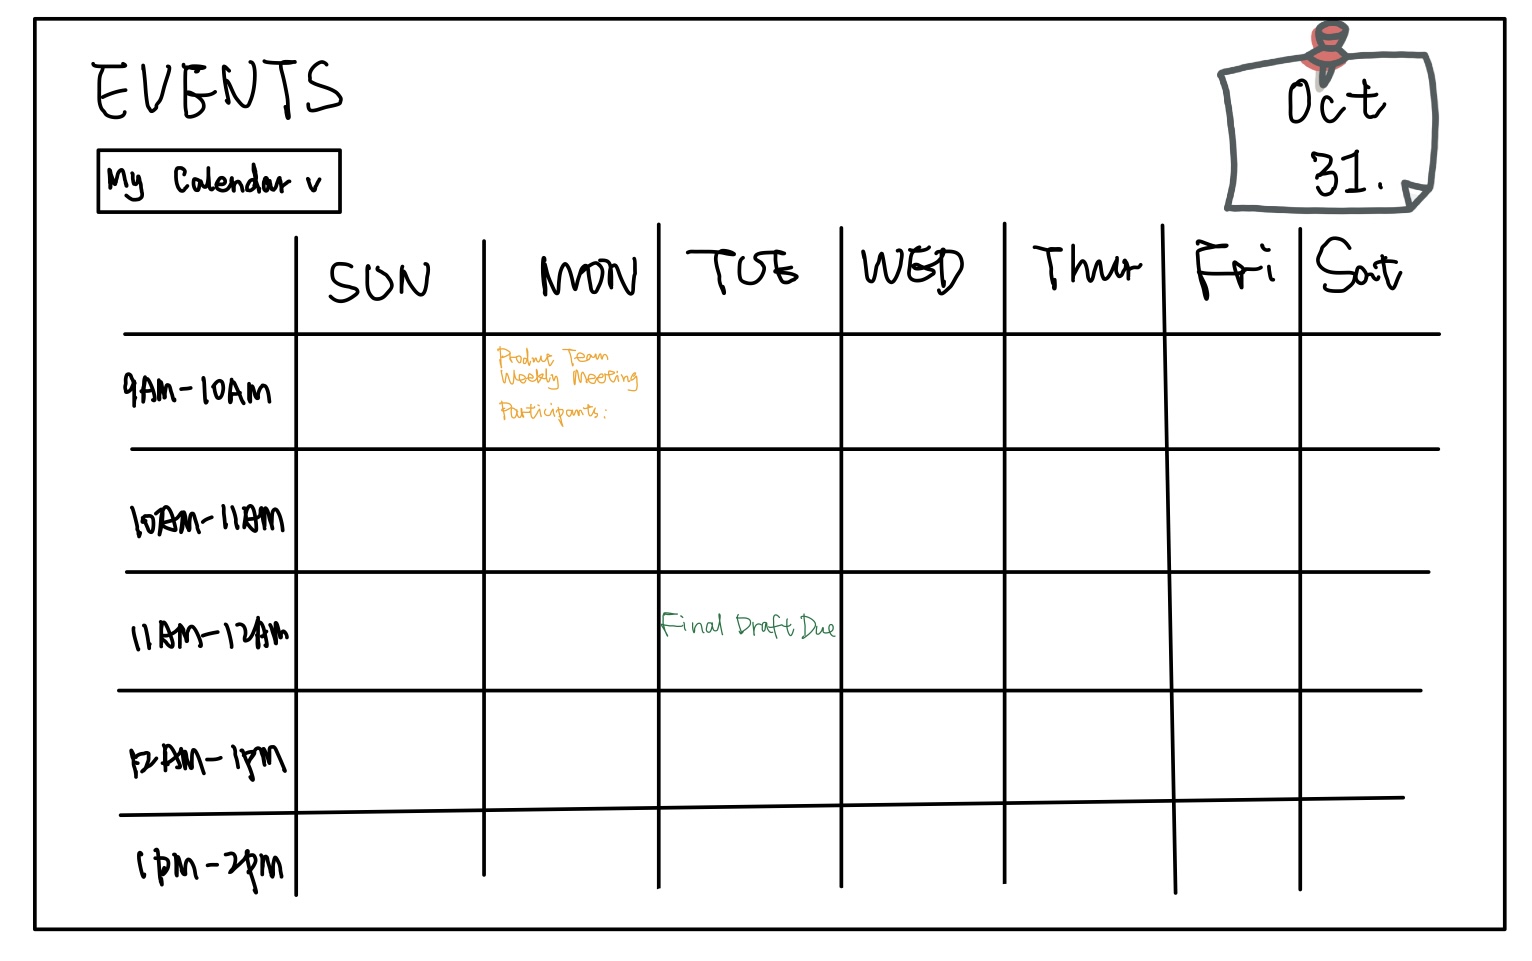 EVENTS
Oct
31.
My Calendar v
SUN MON TUE WED Thur Fri Sat
9AM-10AM
Product Team
Weekly Meeting
Participants:
10AM-11AM
11AM-12AM
Final Draft Due
12AM-1pm
1pm-2pm